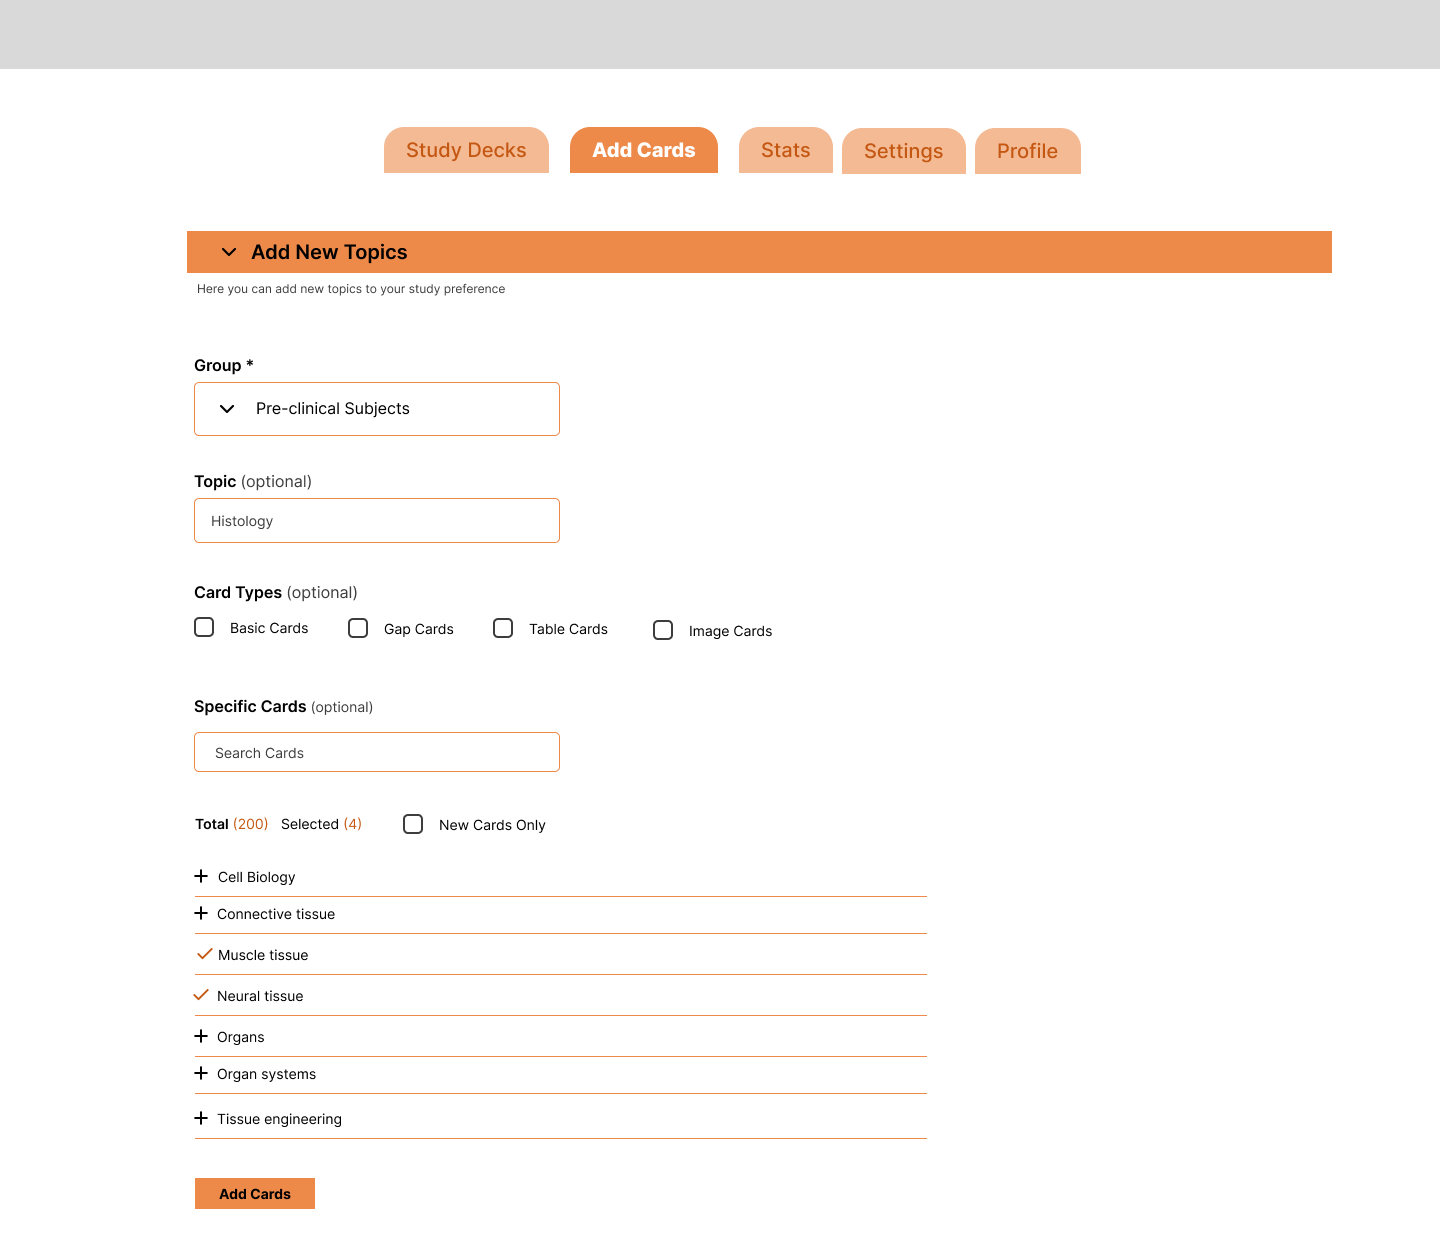 Study Decks Add Cards Stats Settings Profile
Add New Topics
Here you can add new topics to your study preference
Group *
Pre-clinical Subjects
Topic (optional)
Histology
Card Types (optional)
Basic Cards Gap Cards Table Cards Image Cards
Specific Cards (optional)
Search Cards
Total (200) Selected (4) New Cards Only
Cell Biology
Connective tissue
Muscle tissue
Neural tissue
Organs
Organ systems
Tissue engineering
Add Cards